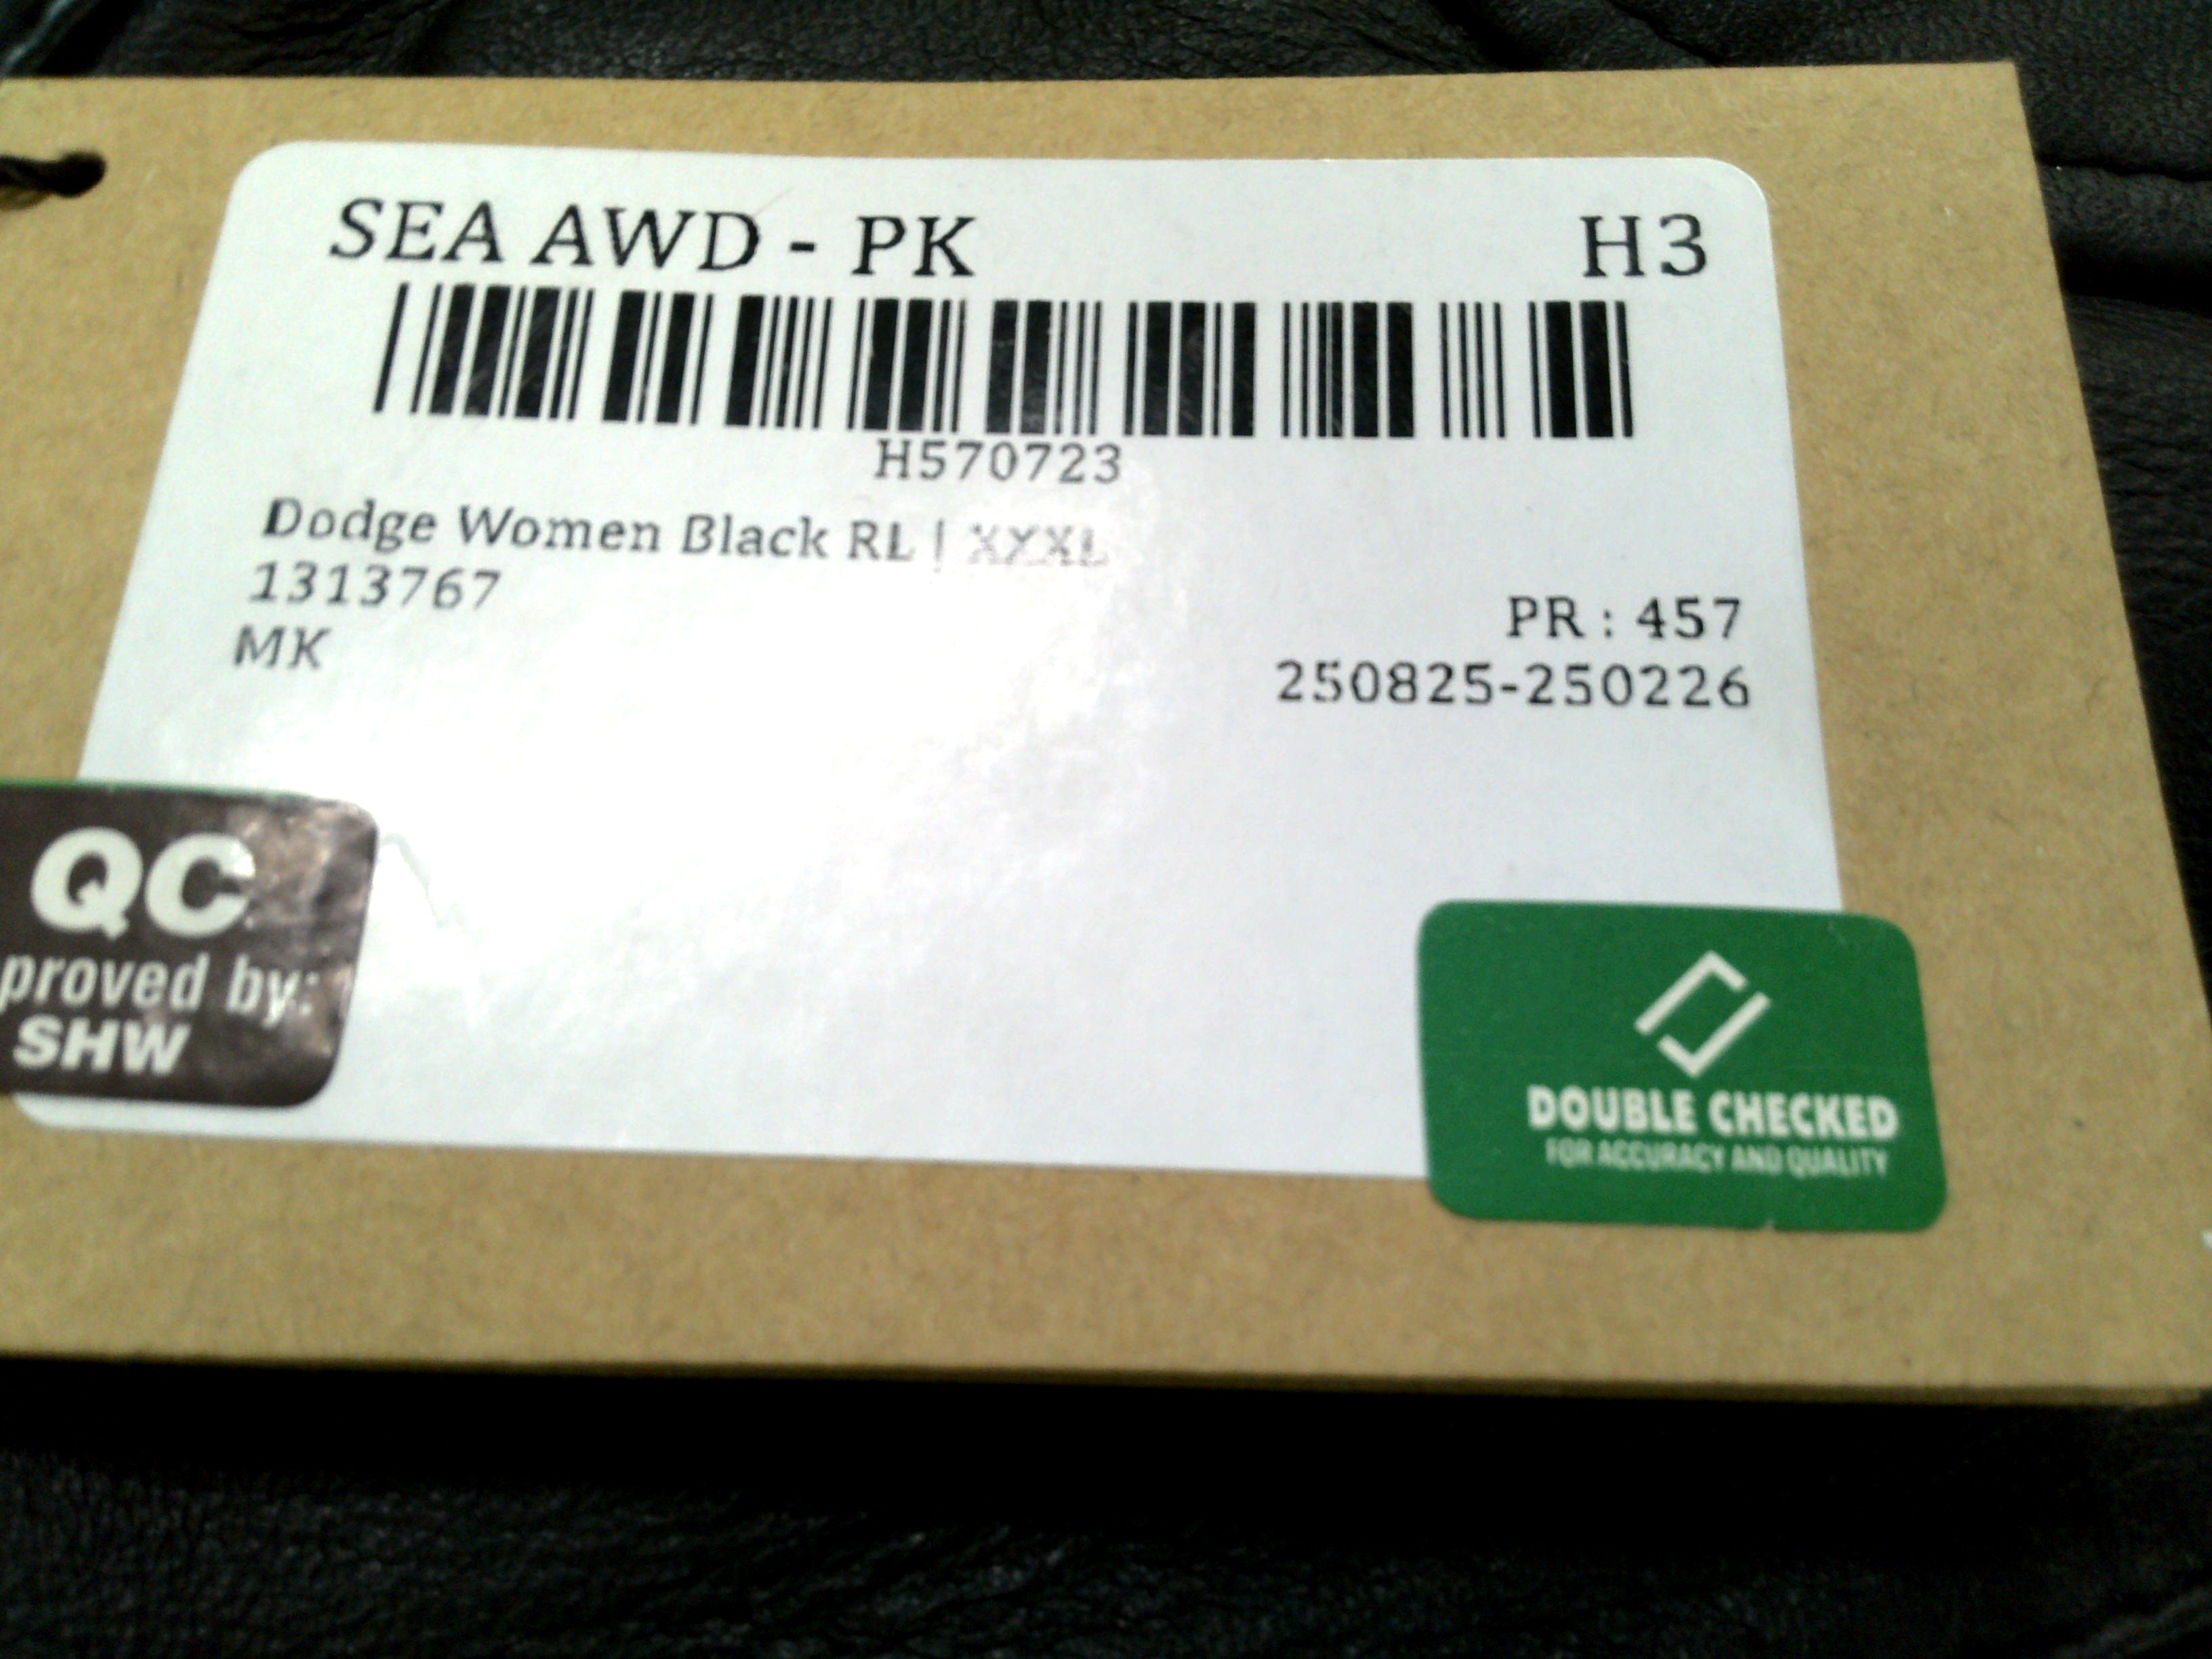 SEA AWD - PK
H3
H570723
Dodge Women Black RL | XXXL
1313767
MK
PR : 457
250825-250226
QC
proved by:
SHW
DOUBLE CHECKED
FOR ACCURACY AND QUALITY